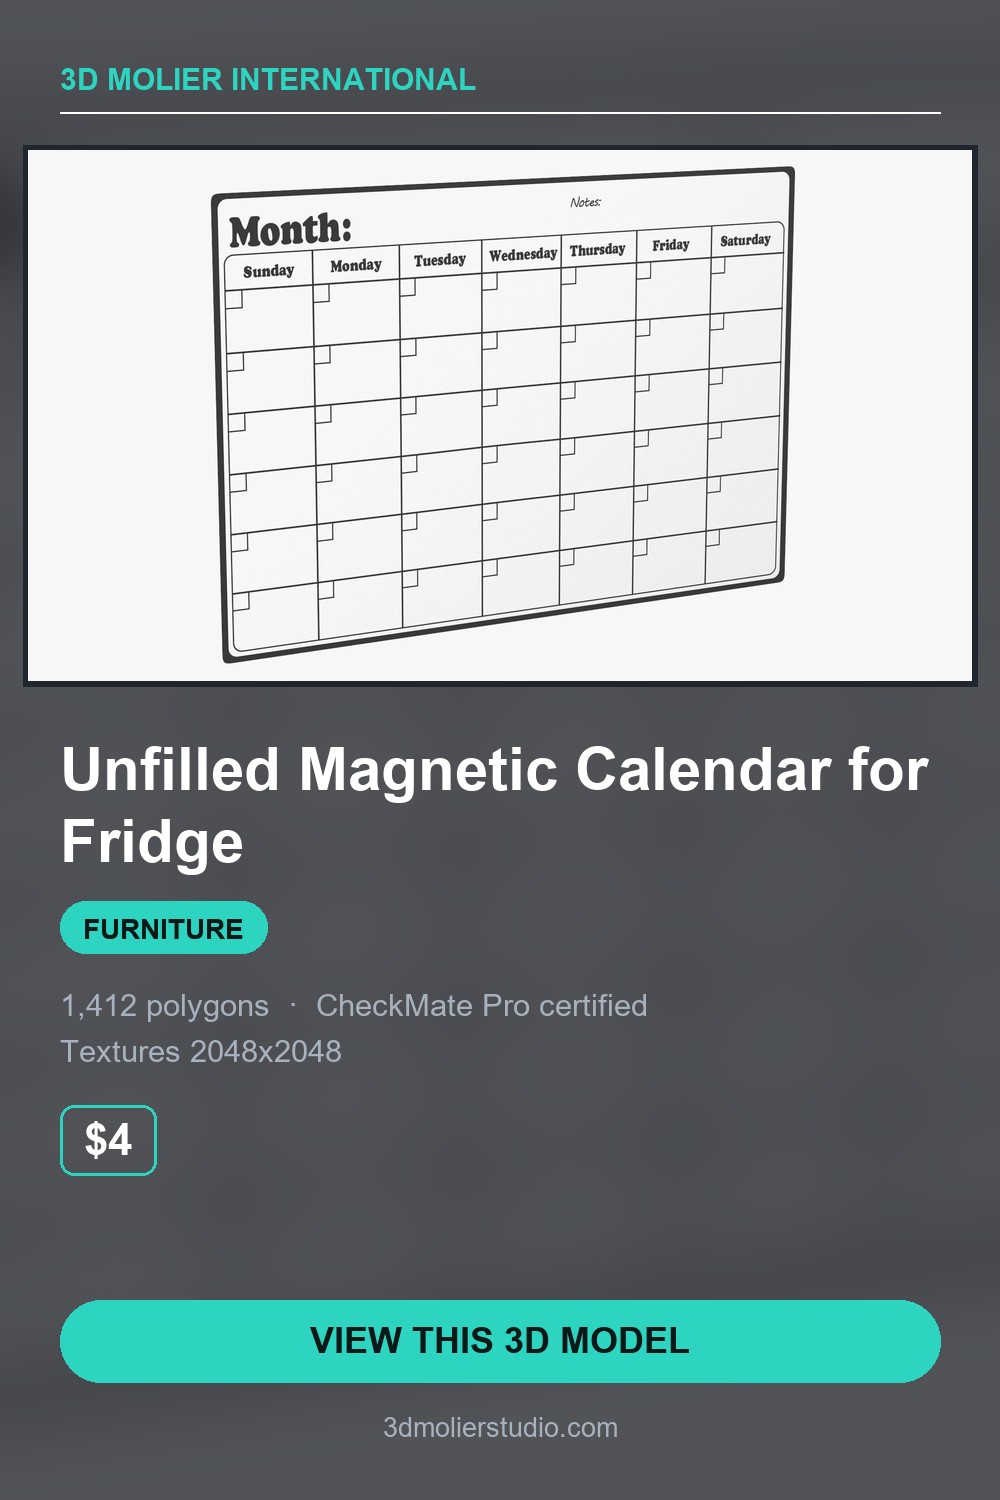 3D MOLIER INTERNATIONAL
Notes:
Month:
Sunday Monday Tuesday Wednesday Thursday Friday Saturday
Unfilled Magnetic Calendar for
Fridge
FURNITURE
1,412 polygons · CheckMate Pro certified
Textures 2048x2048
$4
VIEW THIS 3D MODEL
3dmolierstudio.com